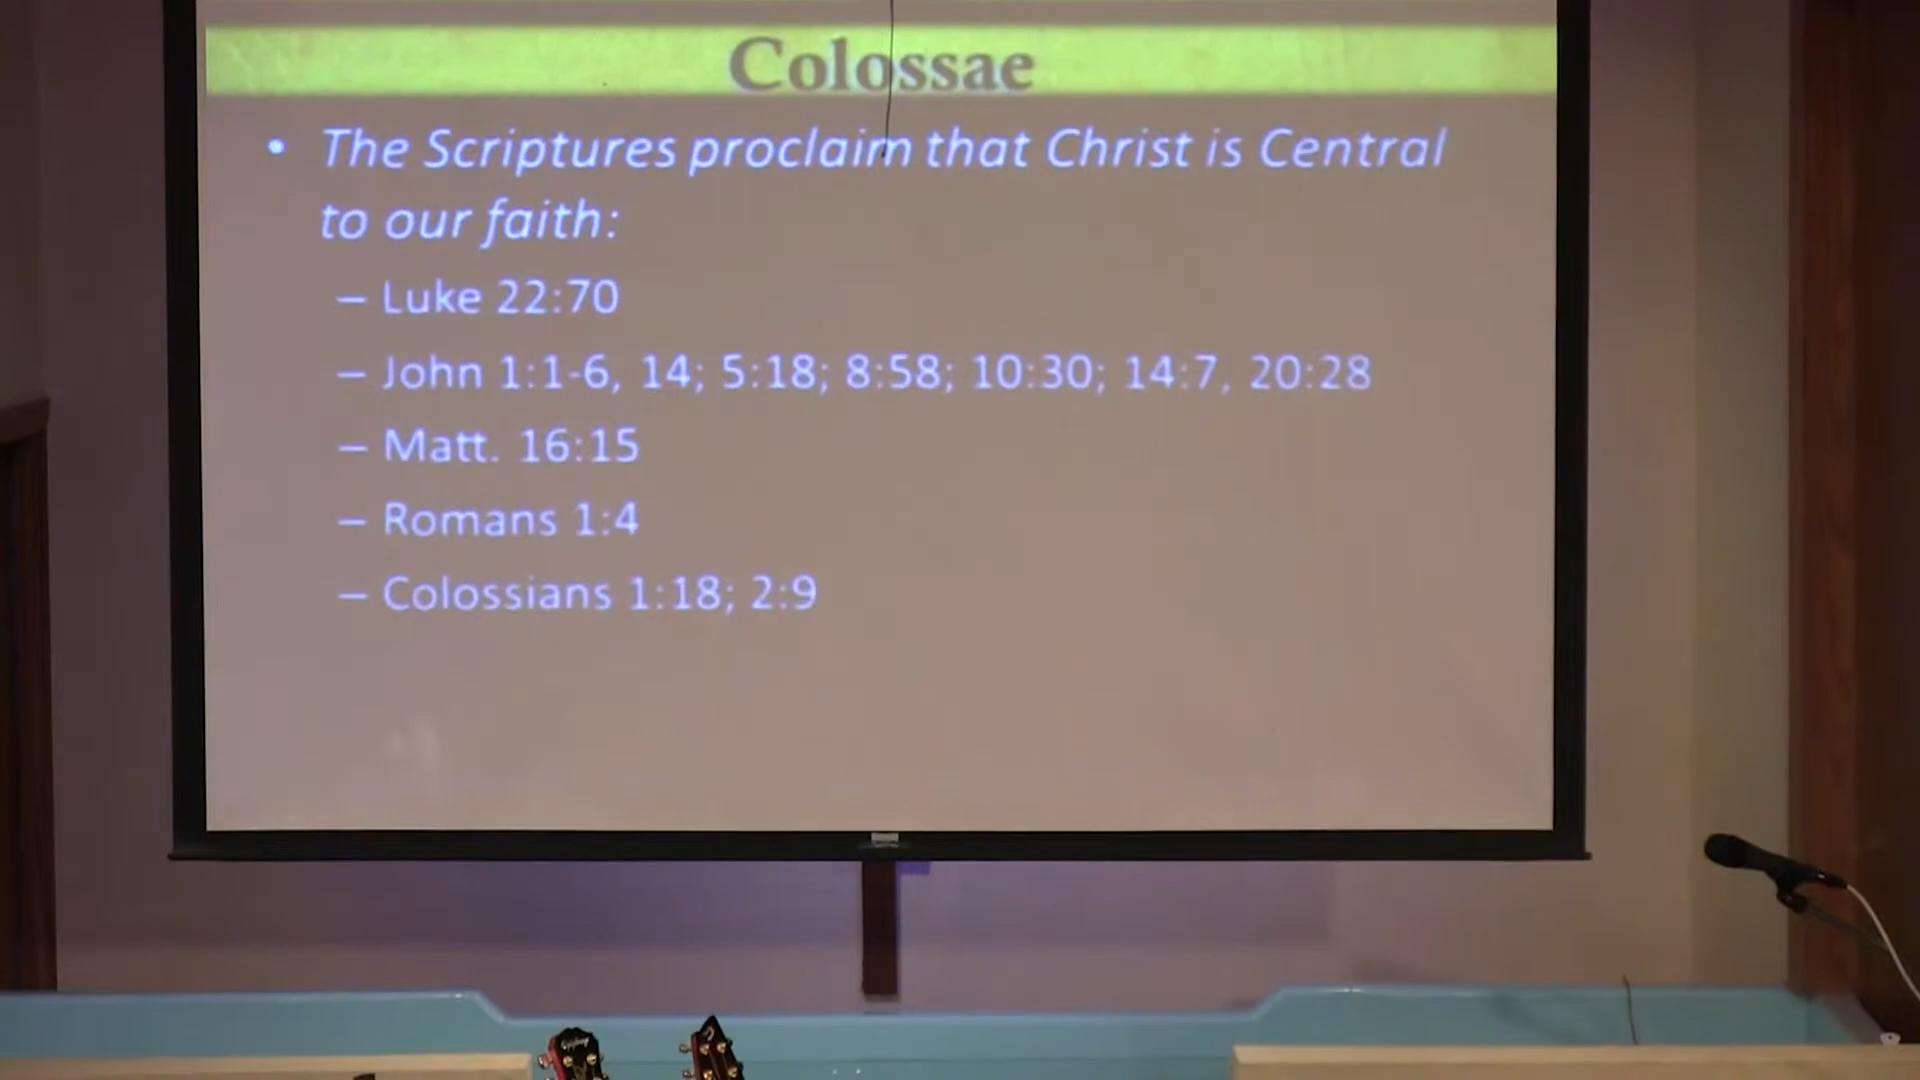 Colossae
• The Scriptures proclaim that Christ is Central
to our faith:
– Luke 22:70
– John 1:1-6, 14; 5:18; 8:58; 10:30; 14:7, 20:28
– Matt. 16:15
– Romans 1:4
– Colossians 1:18; 2:9
Epiphone